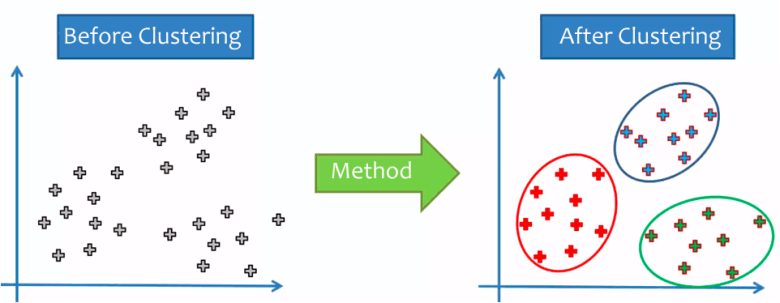 Before Clustering
After Clustering
Method